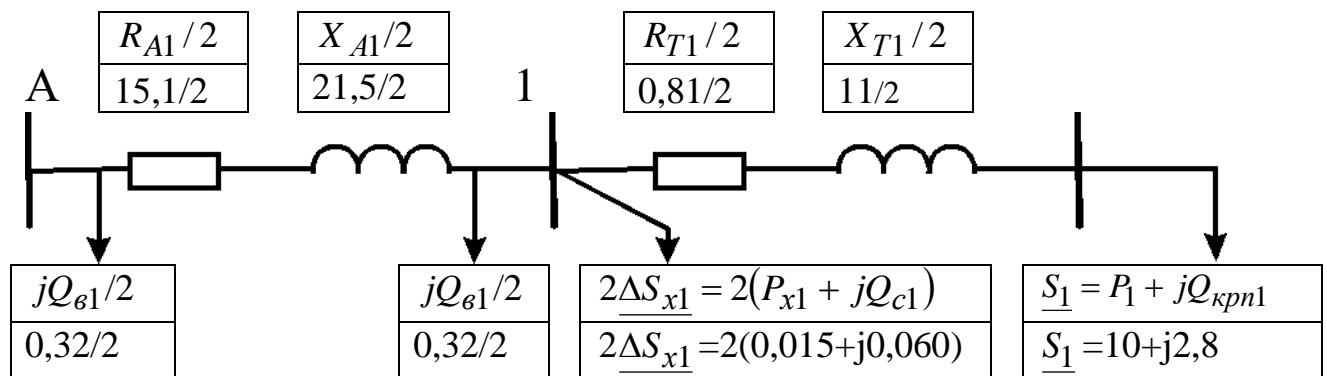 R_A1/2 X_A1/2 R_T1/2 X_T1/2
A 15,1/2 21,5/2 1 0,81/2 11/2
jQ_в1/2 jQ_в1/2 2ΔS_x1 = 2(P_x1 + jQ_c1) S_1 = P_1 + jQ_крп1
0,32/2 0,32/2 2ΔS_x1 =2(0,015+j0,060) S_1 =10+j2,8